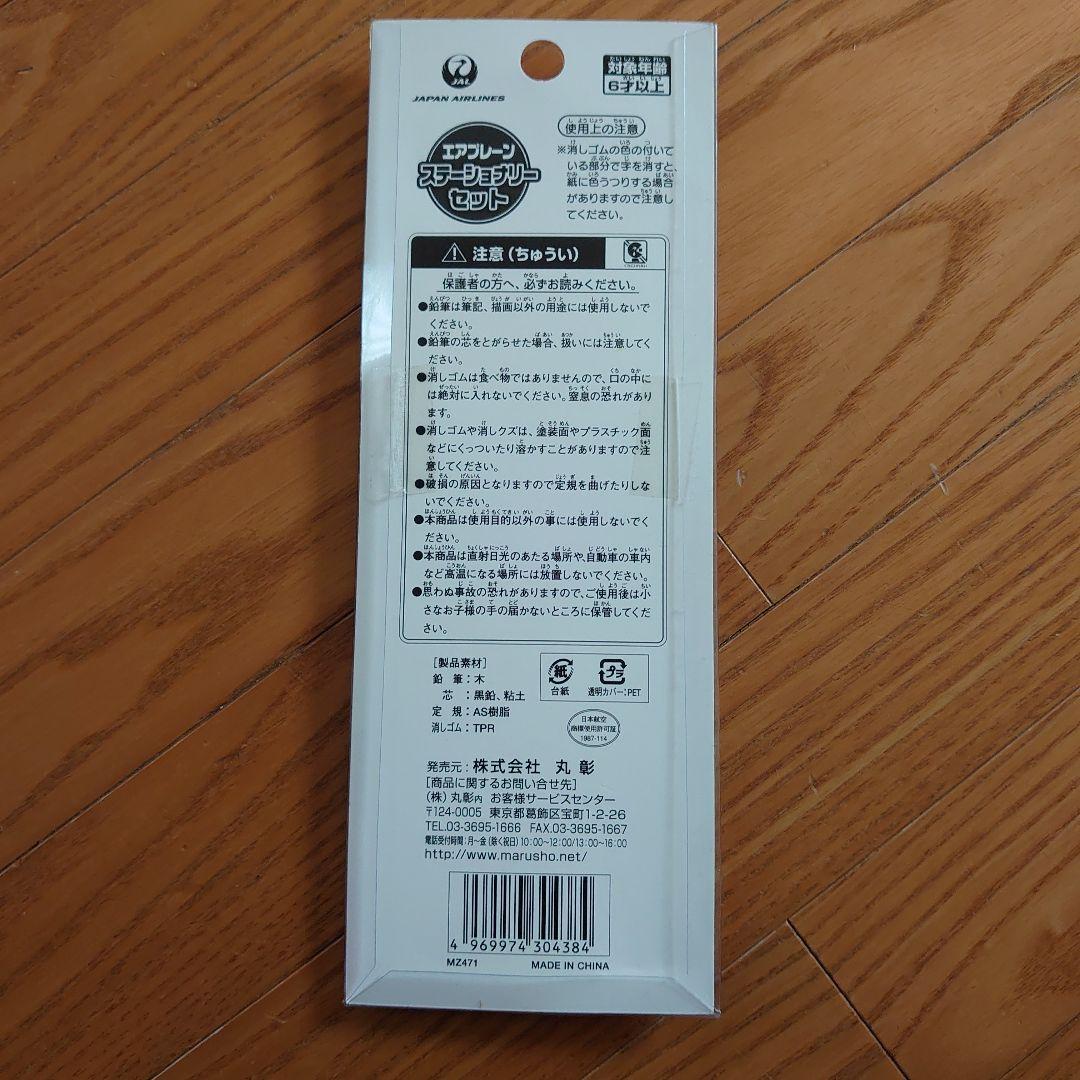 JAL
JAPAN AIRLINES
対象年齢
6才以上
エアプレーン
ステーショナリー
セット
使用上の注意
※消しゴムの色の付いて
いる部分で字を消すと、
紙に色うつりする場合
がありますので注意し
てください。
注意(ちゅうい)
保護者の方へ、必ずお読みください。
●鉛筆は筆記、描画以外の用途には使用しないで
ください。
●鉛筆の芯をとがらせた場合、扱いには注意してく
ださい。
●消しゴムは食べ物ではありませんので、口の中に
は絶対に入れないでください。窒息の恐れがあり
ます。
●消しゴムや消しクズは、塗装面やプラスチック面
などにくっついたり溶かすことがありますので注
意してください。
●破損の原因となりますので定規を曲げたりしな
いでください。
●本商品は使用目的以外の事には使用しないでく
ださい。
●本商品は直射日光のあたる場所や、自動車の車内
など高温になる場所には放置しないでください。
●思わぬ事故の恐れがありますので、ご使用後は小
さなお子様の手の届かないところに保管してくだ
さい。
[製品素材]
鉛 筆:木
芯 :黒鉛、粘土
定 規:AS樹脂
消しゴム:TPR
紙
台紙
プラ
透明カバー:PET
日本航空
商標使用許可証
1987-114
発売元:株式会社 丸彰
[商品に関するお問い合せ先]
(株)丸彰内 お客様サービスセンター
〒124-0005 東京都葛飾区宝町1-2-26
TEL.03-3695-1666 FAX.03-3695-1667
電話受付時間:月〜金(除く祝日)10:00〜12:00/13:00〜16:00
http://www.marusho.net/
4 969974 304384
MZ471 MADE IN CHINA